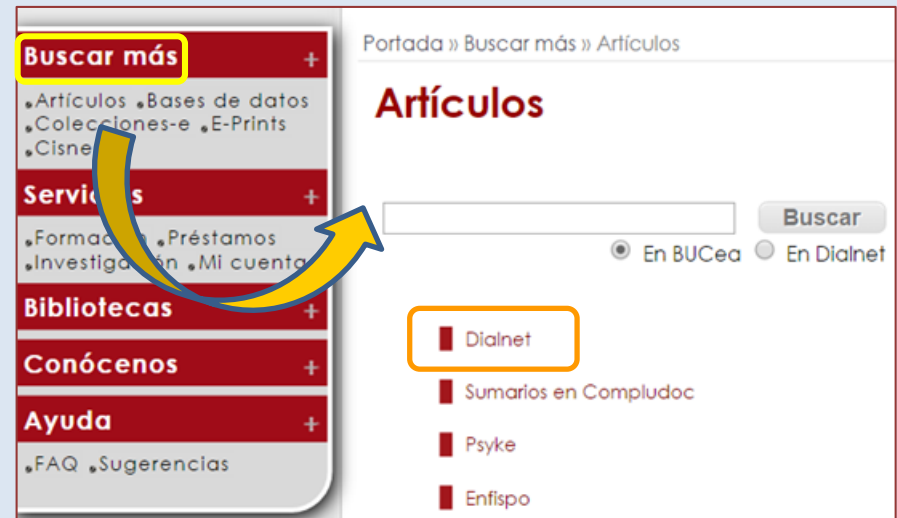 Buscar más +
Artículos Bases de datos
Colecciones-e E-Prints
Cisne
+
Préstamos
Mi cuenta
Bibliotecas +
Conócenos +
Ayuda +
FAQ Sugerencias
Portada » Buscar más » Artículos
Artículos
Buscar
En BUCea En Dialnet
Dialnet
Sumarios en Compludoc
Psyke
Enfispo